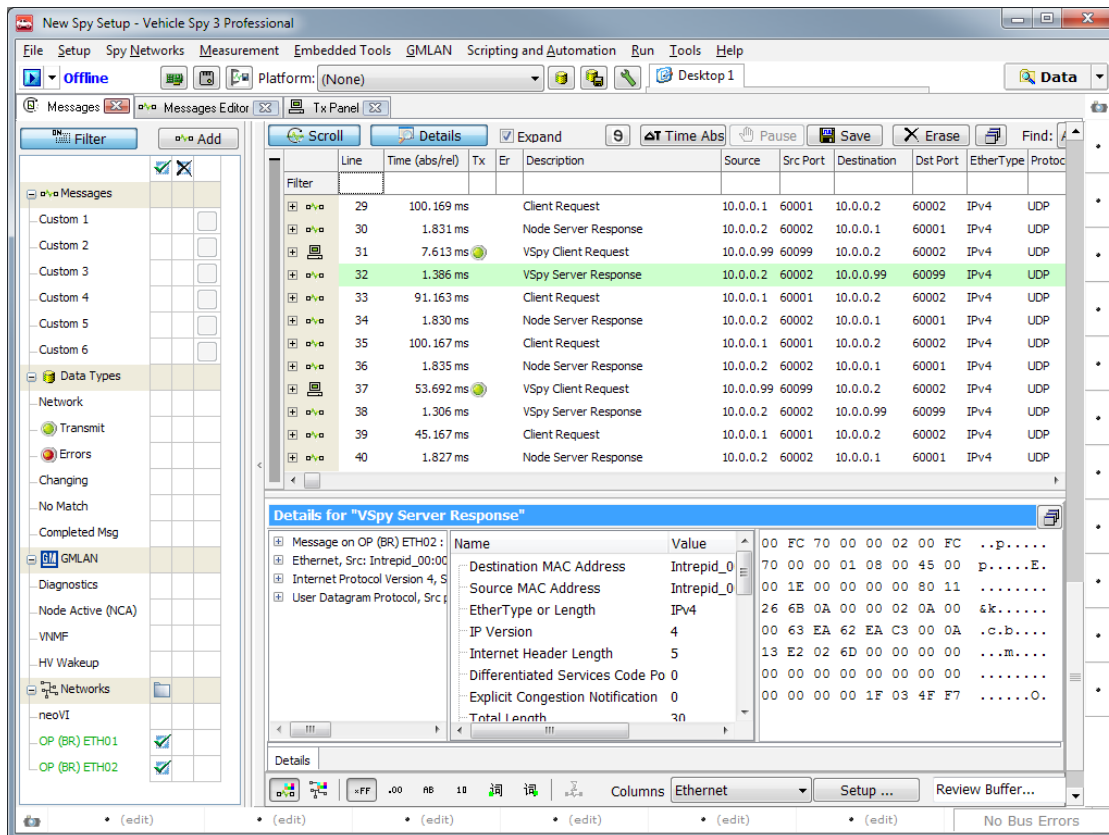 New Spy Setup - Vehicle Spy 3 Professional
File Setup Spy Networks Measurement Embedded Tools GMLAN Scripting and Automation Run Tools Help
Offline Platform: (None) Desktop 1 Data
Messages Messages Editor Tx Panel
Filter Add
Messages
Custom 1
Custom 2
Custom 3
Custom 4
Custom 5
Custom 6
Data Types
Network
Transmit
Errors
Changing
No Match
Completed Msg
GM GMLAN
Diagnostics
Node Active (NCA)
VNMF
HV Wakeup
Networks
neoVI
OP (BR) ETH01
OP (BR) ETH02
Scroll Details Expand ΔT Time Abs Pause Save Erase Find:
Line Time (abs/rel) Tx Er Description Source Src Port Destination Dst Port EtherType Protoc
Filter
29 100.169 ms Client Request 10.0.0.1 60001 10.0.0.2 60002 IPv4 UDP
30 1.831 ms Node Server Response 10.0.0.2 60002 10.0.0.1 60001 IPv4 UDP
31 7.613 ms VSpy Client Request 10.0.0.99 60099 10.0.0.2 60002 IPv4 UDP
32 1.386 ms VSpy Server Response 10.0.0.2 60002 10.0.0.99 60099 IPv4 UDP
33 91.163 ms Client Request 10.0.0.1 60001 10.0.0.2 60002 IPv4 UDP
34 1.830 ms Node Server Response 10.0.0.2 60002 10.0.0.1 60001 IPv4 UDP
35 100.167 ms Client Request 10.0.0.1 60001 10.0.0.2 60002 IPv4 UDP
36 1.835 ms Node Server Response 10.0.0.2 60002 10.0.0.1 60001 IPv4 UDP
37 53.692 ms VSpy Client Request 10.0.0.99 60099 10.0.0.2 60002 IPv4 UDP
38 1.306 ms VSpy Server Response 10.0.0.2 60002 10.0.0.99 60099 IPv4 UDP
39 45.167 ms Client Request 10.0.0.1 60001 10.0.0.2 60002 IPv4 UDP
40 1.827 ms Node Server Response 10.0.0.2 60002 10.0.0.1 60001 IPv4 UDP
Details for "VSpy Server Response"
Message on OP (BR) ETH02 :
Ethernet, Src: Intrepid_00:00
Internet Protocol Version 4, S
User Datagram Protocol, Src p
Name Value
Destination MAC Address Intrepid_0
Source MAC Address Intrepid_0
EtherType or Length IPv4
IP Version 4
Internet Header Length 5
Differentiated Services Code Po 0
Explicit Congestion Notification 0
Total Length 30
00 FC 70 00 00 02 00 FC ..p.....
70 00 00 01 08 00 45 00 p.....E.
00 1E 00 00 00 00 80 11 ........
26 6B 0A 00 00 02 0A 00 &k......
00 63 EA 62 EA C3 00 0A .c.b....
13 E2 02 6D 00 00 00 00 ...m....
00 00 00 00 00 00 00 00 ........
00 00 00 00 1F 03 4F F7 ......O.
Details
xFF .00 AB 10 词 词 Columns Ethernet Setup ... Review Buffer...
(edit) (edit) (edit) (edit) (edit) (edit) No Bus Errors